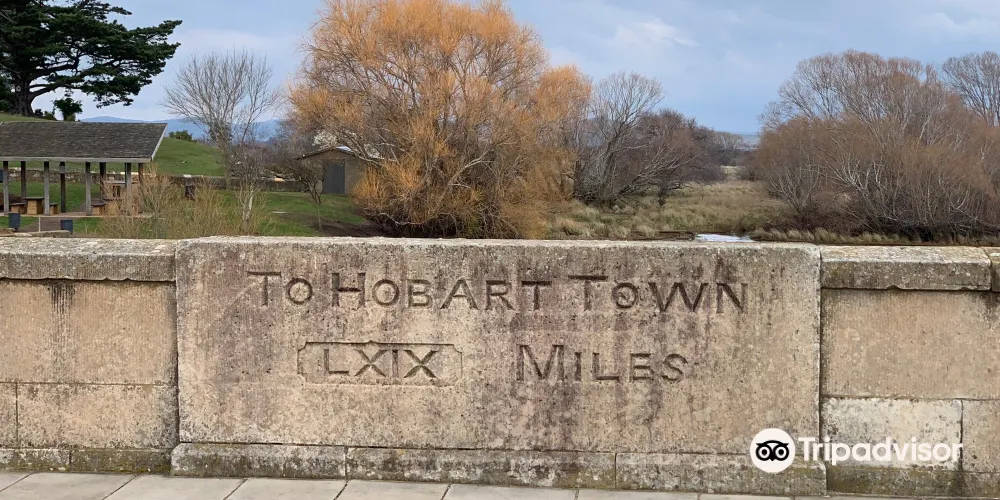 TO HOBART TOWN
LXIX MILES
Tripadvisor